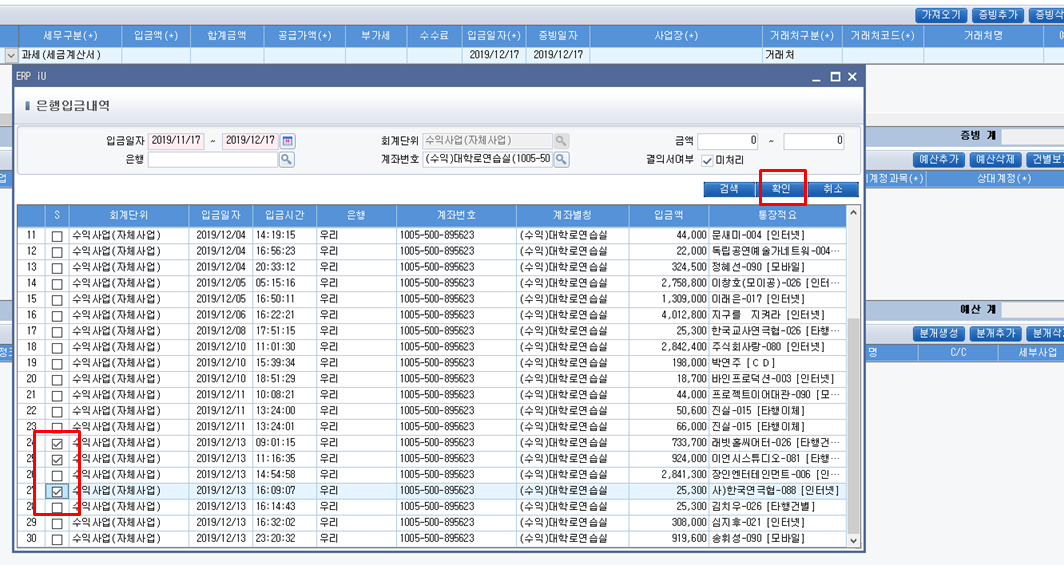 가져오기 증빙추가 증빙삭
세무구분(*) 입금액(*) 합계금액 공급가액(*) 부가세 수수료 입금일자(*) 증빙일자 사업장(*) 거래처구분(*) 거래처코드(*) 거래처명
과세(세금계산서) 2019/12/17 2019/12/17 거래처
ERP iU
은행입금내역
입금일자 2019/11/17 ~ 2019/12/17 회계단위 수익사업(자체사업) 금액 0 ~ 0
은행 계좌번호 (수익)대학로연습실(1005-50 결의서여부 미처리
검색 확인 취소
증빙 계
예산추가 예산삭제 건별보
업 계정과목(*) 상대계정(*)
예산 계
분개생성 분개추가 분개삭
명 C/C 세부사업
S 회계단위 입금일자 입금시간 은행 계좌번호 계좌별칭 입금액 통장적요
11 수익사업(자체사업) 2019/12/04 14:19:15 우리 1005-500-895623 (수익)대학로연습실 44,000 문새미-004 [인터넷]
12 수익사업(자체사업) 2019/12/04 16:56:23 우리 1005-500-895623 (수익)대학로연습실 22,000 독립공연예술가네트워-004···
13 수익사업(자체사업) 2019/12/04 20:33:12 우리 1005-500-895623 (수익)대학로연습실 324,500 정혜선-090 [모바일]
14 수익사업(자체사업) 2019/12/05 05:15:16 우리 1005-500-895623 (수익)대학로연습실 2,758,800 이창호(모이공)-026 [인터···
15 수익사업(자체사업) 2019/12/05 16:50:11 우리 1005-500-895623 (수익)대학로연습실 1,309,000 이래은-017 [인터넷]
16 수익사업(자체사업) 2019/12/06 16:22:21 우리 1005-500-895623 (수익)대학로연습실 4,012,800 지구를 지켜라 [인터넷]
17 수익사업(자체사업) 2019/12/08 17:51:15 우리 1005-500-895623 (수익)대학로연습실 25,300 한국교사연극협-026 [타행···
18 수익사업(자체사업) 2019/12/10 11:01:30 우리 1005-500-895623 (수익)대학로연습실 2,842,400 주식회사랑-080 [인터넷]
19 수익사업(자체사업) 2019/12/10 15:39:34 우리 1005-500-895623 (수익)대학로연습실 198,000 박연주 [ＣＤ]
20 수익사업(자체사업) 2019/12/10 18:51:29 우리 1005-500-895623 (수익)대학로연습실 18,700 바인프로덕션-003 [인터넷]
21 수익사업(자체사업) 2019/12/11 10:08:21 우리 1005-500-895623 (수익)대학로연습실 44,000 프로젝트이어대관-090 [모···
22 수익사업(자체사업) 2019/12/11 13:24:00 우리 1005-500-895623 (수익)대학로연습실 50,600 진실-015 [타행이체]
23 수익사업(자체사업) 2019/12/11 13:24:01 우리 1005-500-895623 (수익)대학로연습실 66,000 진실-015 [타행이체]
24 수익사업(자체사업) 2019/12/13 09:01:15 우리 1005-500-895623 (수익)대학로연습실 733,700 래빗홀씨어터-026 [타행건···
25 수익사업(자체사업) 2019/12/13 11:16:35 우리 1005-500-895623 (수익)대학로연습실 924,000 이언시스튜디오-081 [타행···
26 수익사업(자체사업) 2019/12/13 14:54:58 우리 1005-500-895623 (수익)대학로연습실 2,841,300 장인엔터테인먼트-006 [인···
27 수익사업(자체사업) 2019/12/13 16:09:07 우리 1005-500-895623 (수익)대학로연습실 25,300 사)한국연극협-088 [인터넷]
28 수익사업(자체사업) 2019/12/13 16:14:43 우리 1005-500-895623 (수익)대학로연습실 25,300 김치우-026 [타행건별]
29 수익사업(자체사업) 2019/12/13 16:32:02 우리 1005-500-895623 (수익)대학로연습실 308,000 심지후-021 [인터넷]
30 수익사업(자체사업) 2019/12/13 23:20:32 우리 1005-500-895623 (수익)대학로연습실 919,600 송휘성-090 [모바일]